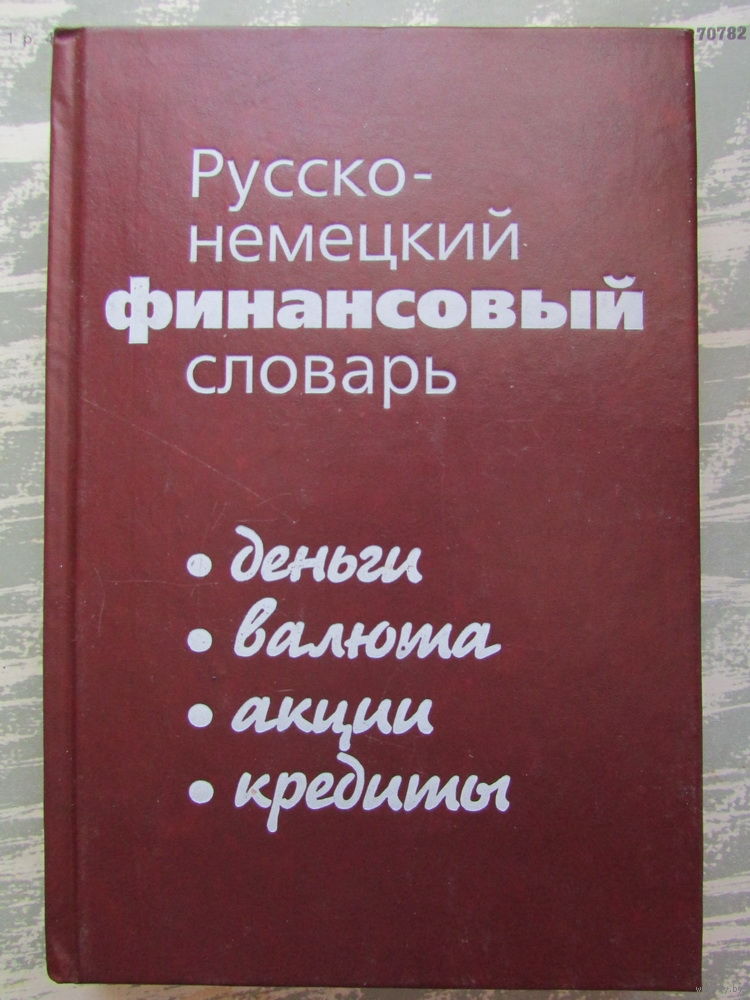 70782
Русско-
немецкий
финансовый
словарь
• деньги
• валюта
• акции
• кредиты